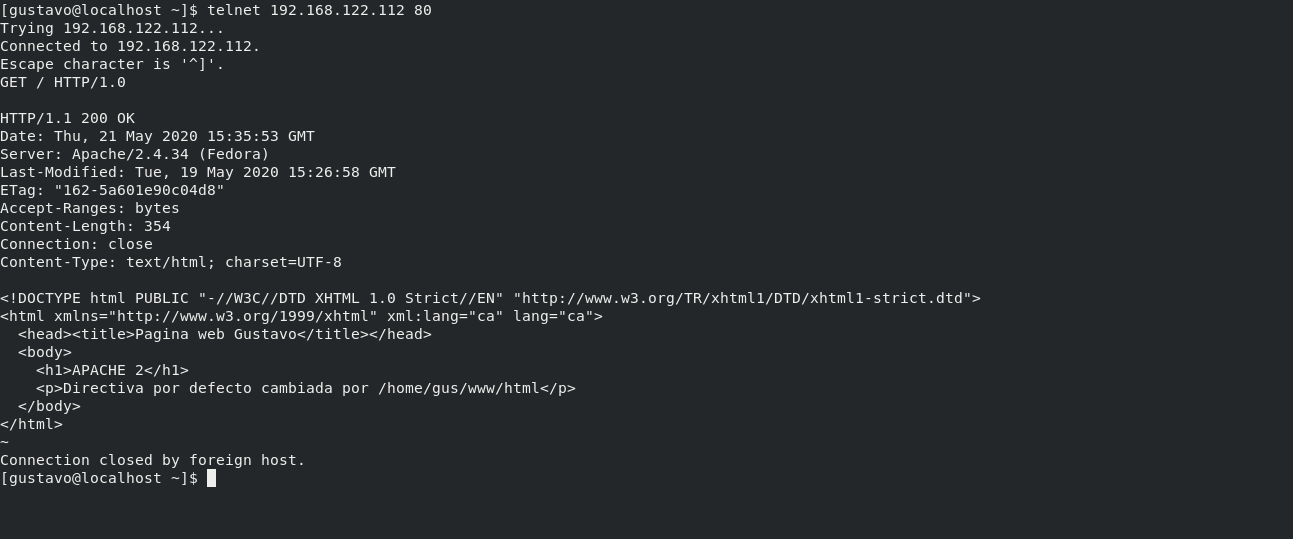 [gustavo@localhost ~]$ telnet 192.168.122.112 80
Trying 192.168.122.112...
Connected to 192.168.122.112.
Escape character is '^]'.
GET / HTTP/1.0

HTTP/1.1 200 OK
Date: Thu, 21 May 2020 15:35:53 GMT
Server: Apache/2.4.34 (Fedora)
Last-Modified: Tue, 19 May 2020 15:26:58 GMT
ETag: "162-5a601e90c04d8"
Accept-Ranges: bytes
Content-Length: 354
Connection: close
Content-Type: text/html; charset=UTF-8

<!DOCTYPE html PUBLIC "-//W3C//DTD XHTML 1.0 Strict//EN" "http://www.w3.org/TR/xhtml1/DTD/xhtml1-strict.dtd">
<html xmlns="http://www.w3.org/1999/xhtml" xml:lang="ca" lang="ca">
  <head><title>Pagina web Gustavo</title></head>
  <body>
    <h1>APACHE 2</h1>
    <p>Directiva por defecto cambiada por /home/gus/www/html</p>
  </body>
</html>
~
Connection closed by foreign host.
[gustavo@localhost ~]$